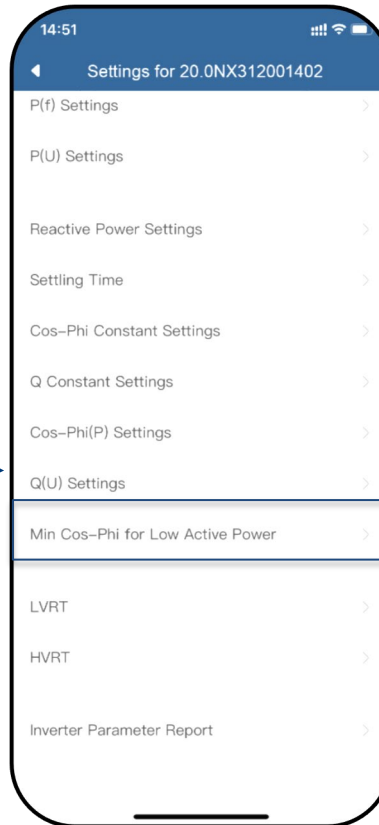 14:51
Settings for 20.0NX312001402
P(f) Settings
P(U) Settings
Reactive Power Settings
Settling Time
Cos-Phi Constant Settings
Q Constant Settings
Cos-Phi(P) Settings
Q(U) Settings
Min Cos-Phi for Low Active Power
LVRT
HVRT
Inverter Parameter Report